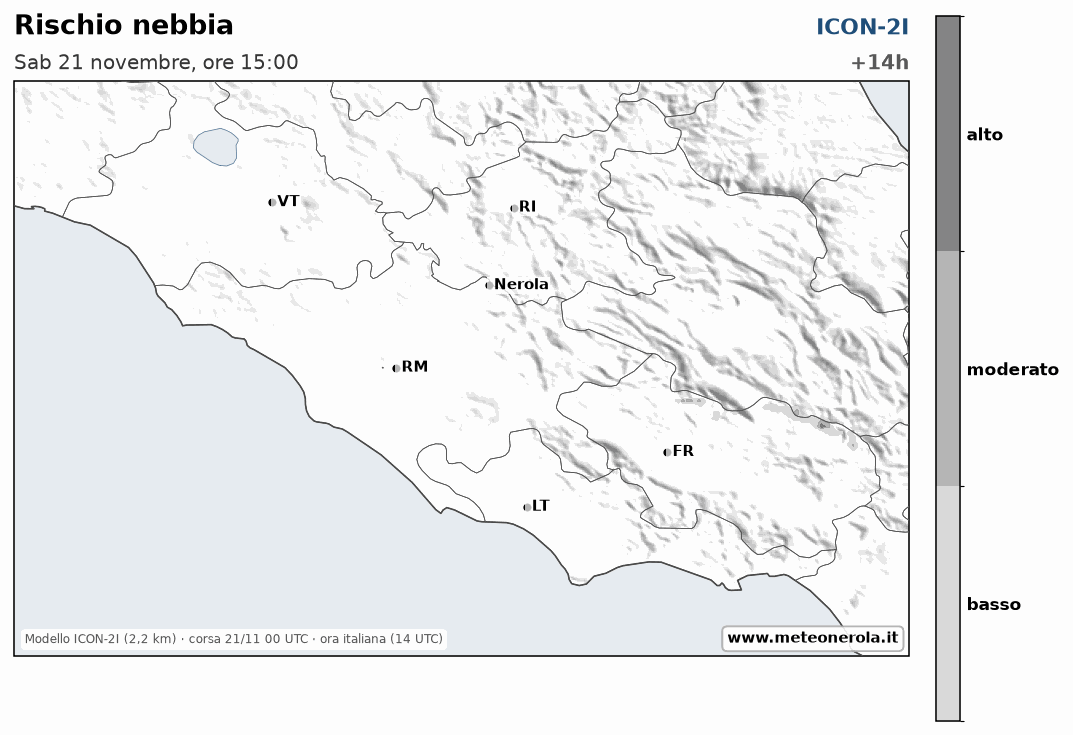 Rischio nebbia
ICON-2I
Sab 21 novembre, ore 15:00
+14h
alto
VT
RI
Nerola
RM
moderato
FR
LT
basso
Modello ICON-2I (2,2 km) · corsa 21/11 00 UTC · ora italiana (14 UTC)
www.meteonerola.it